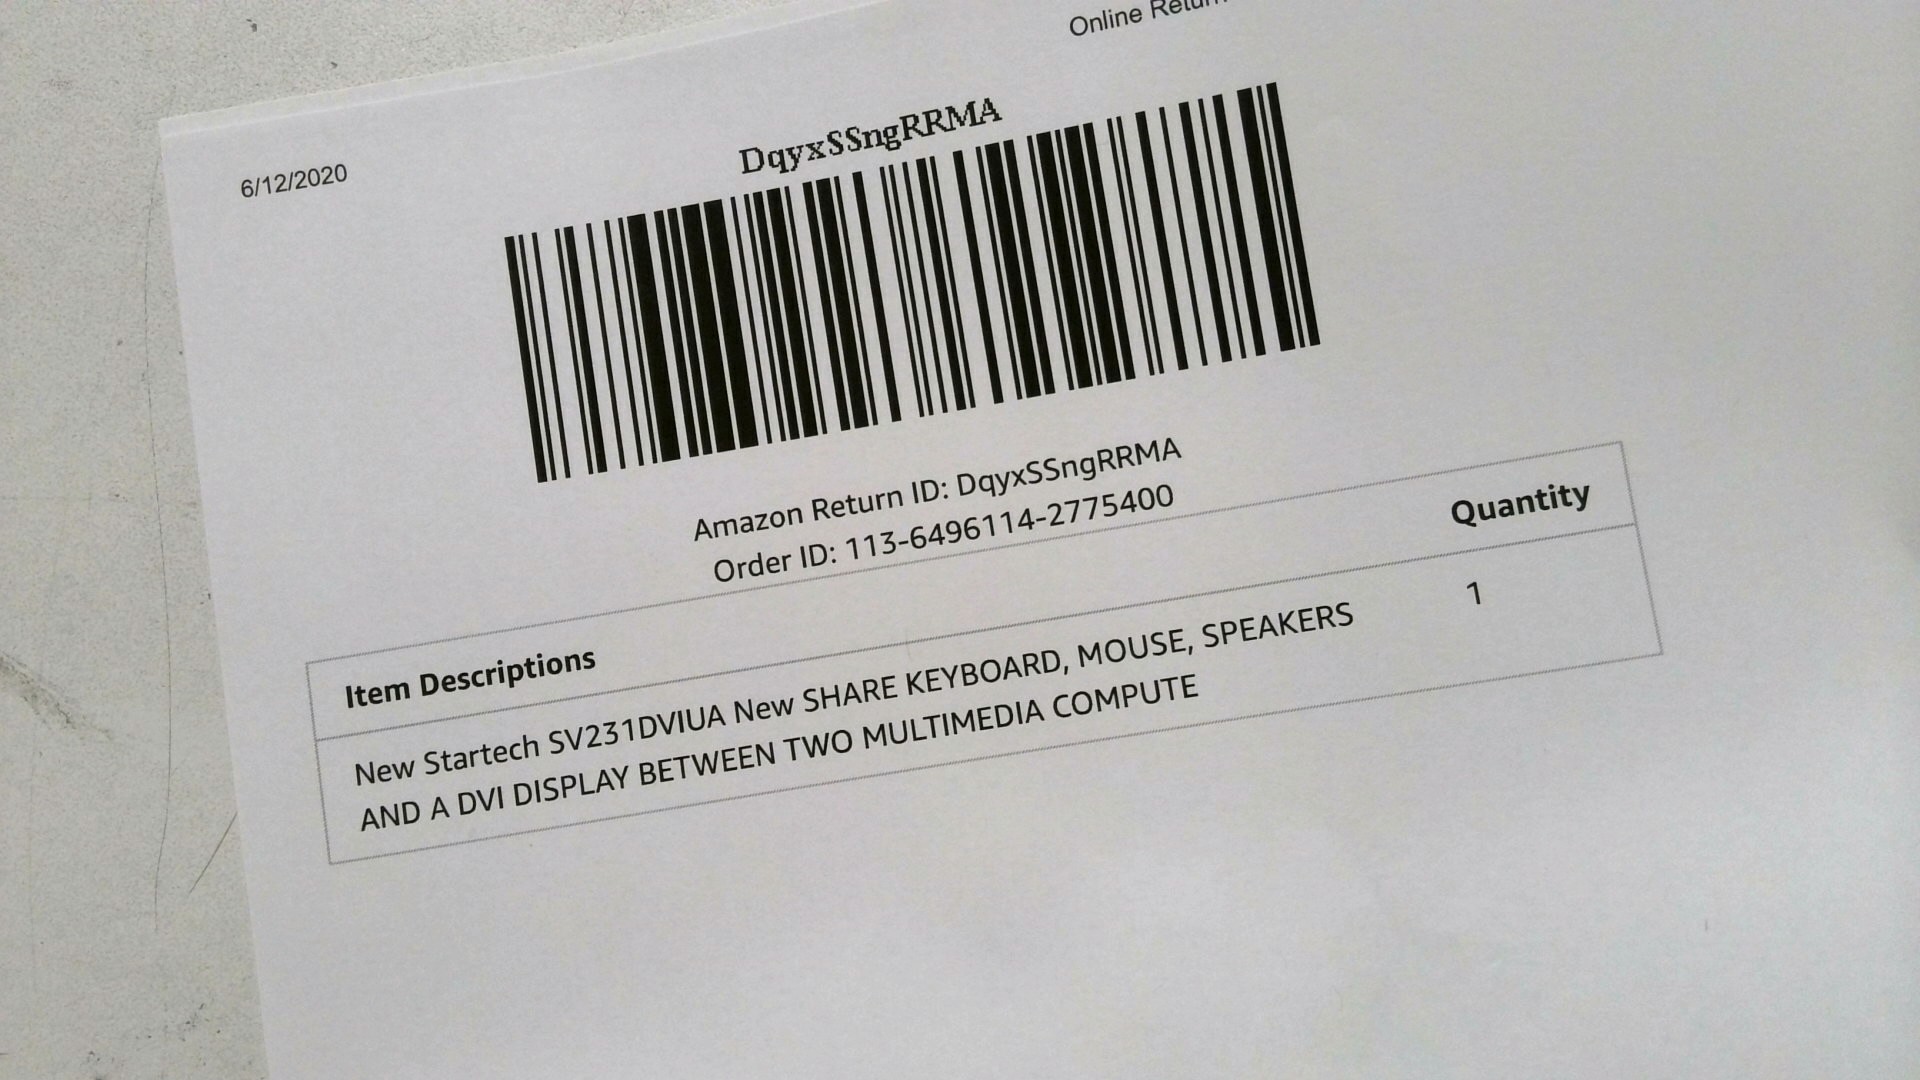 Online
6/12/2020
DqyxSSngRRMA
Amazon Return ID: DqyxSSngRRMA
Order ID: 113-6496114-2775400
Item Descriptions Quantity
New Startech SV231DVIUA New SHARE KEYBOARD, MOUSE, SPEAKERS 1
AND A DVI DISPLAY BETWEEN TWO MULTIMEDIA COMPUTE